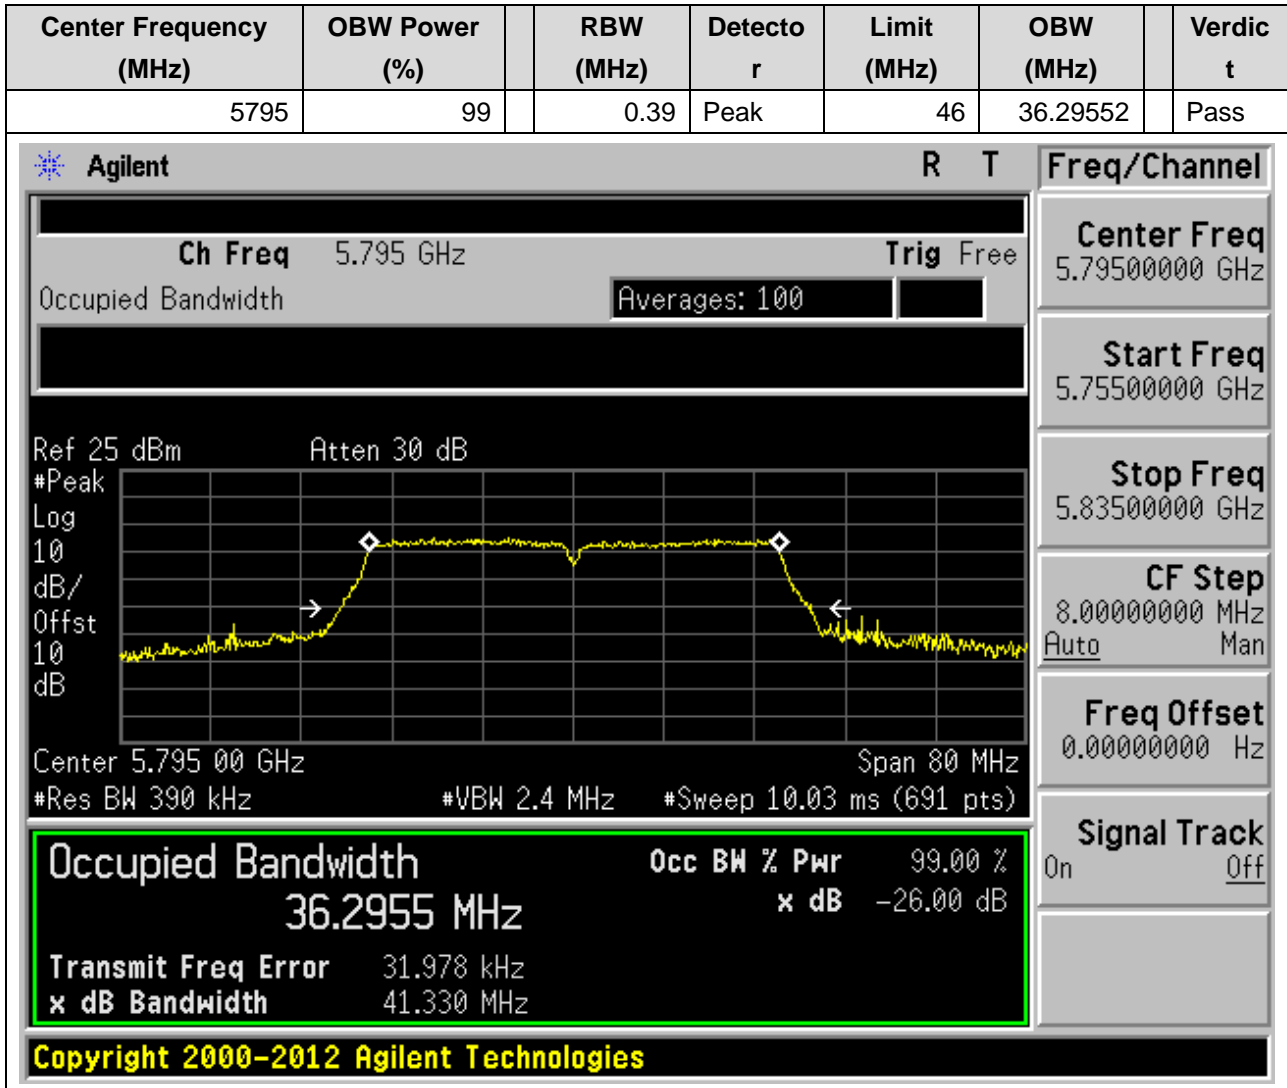 Center Frequency OBW Power RBW Detecto Limit OBW Verdic
(MHz) (%) (MHz) r (MHz) (MHz) t
5795 99 0.39 Peak 46 36.29552 Pass
Agilent R T Freq/Channel
Ch Freq 5.795 GHz Trig Free
Occupied Bandwidth Averages: 100
Center Freq
5.79500000 GHz
Start Freq
5.75500000 GHz
Stop Freq
5.83500000 GHz
CF Step
8.00000000 MHz
Auto Man
Freq Offset
0.00000000 Hz
Signal Track
On Off
Ref 25 dBm Atten 30 dB
#Peak
Log
10
dB/
Offst
10
dB
Center 5.795 00 GHz Span 80 MHz
#Res BW 390 kHz #VBW 2.4 MHz #Sweep 10.03 ms (691 pts)
Occupied Bandwidth Occ BW % Pwr 99.00 %
36.2955 MHz x dB -26.00 dB
Transmit Freq Error 31.978 kHz
x dB Bandwidth 41.330 MHz
Copyright 2000-2012 Agilent Technologies